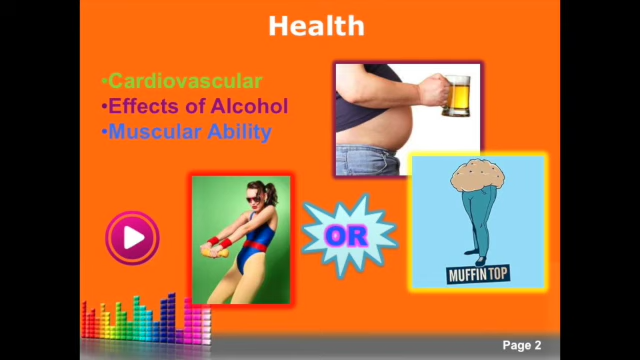 Health
•Cardiovascular
•Effects of Alcohol
•Muscular Ability
OR
MUFFIN TOP
Page 2